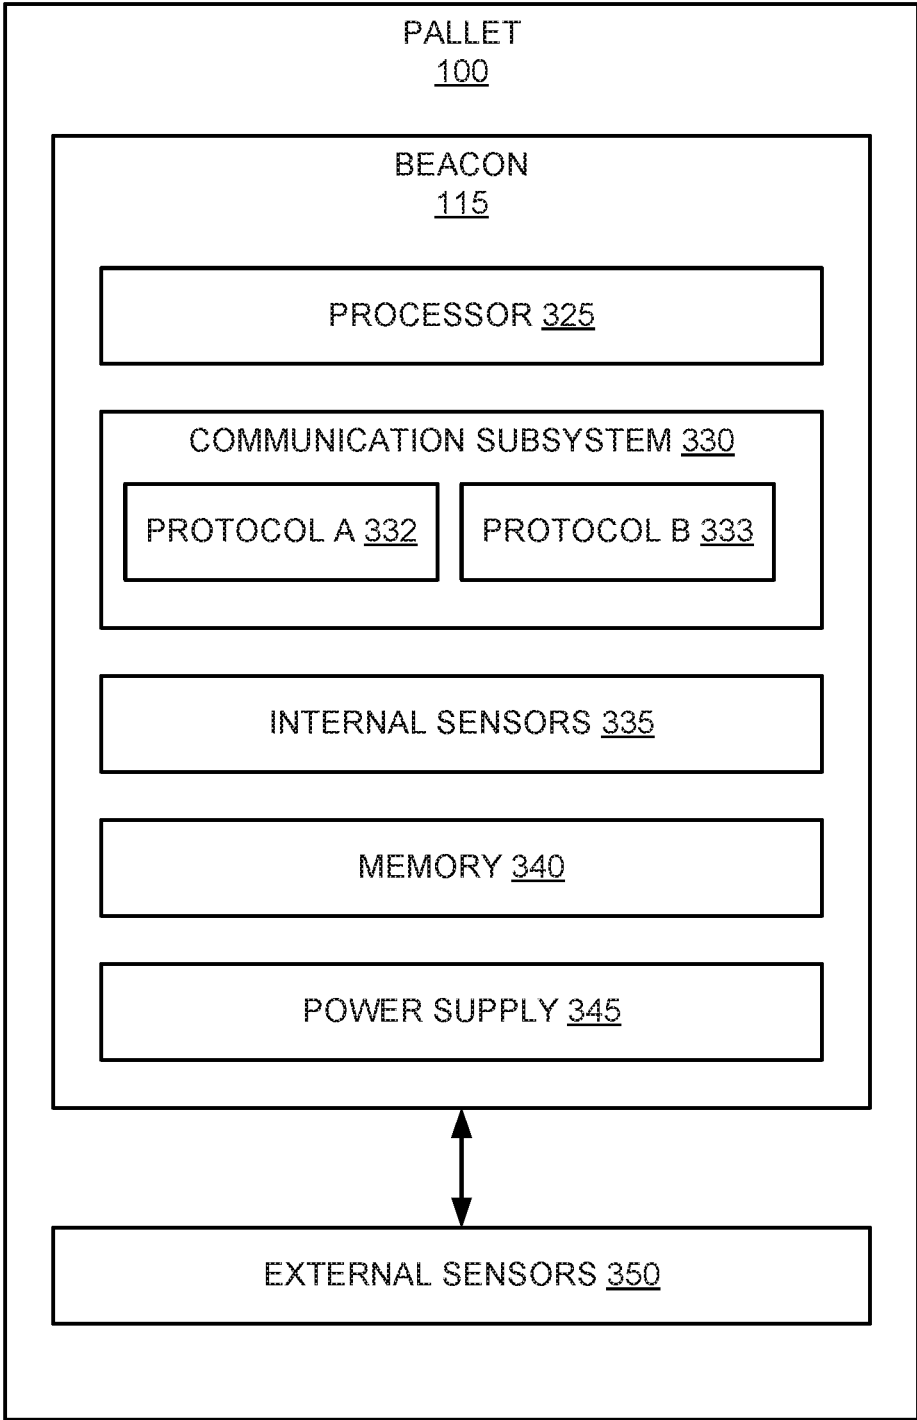 PALLET
100
BEACON
115
PROCESSOR 325
COMMUNICATION SUBSYSTEM 330
PROTOCOL A 332
PROTOCOL B 333
INTERNAL SENSORS 335
MEMORY 340
POWER SUPPLY 345
EXTERNAL SENSORS 350